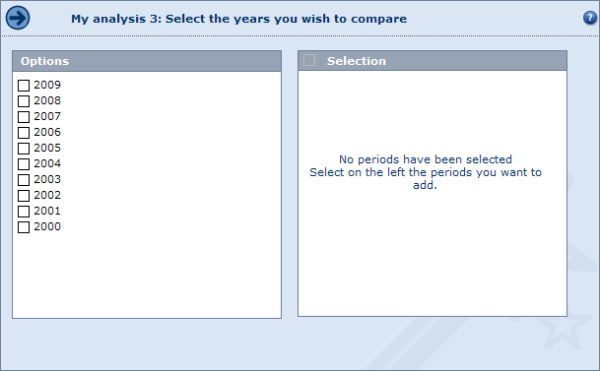 My analysis 3: Select the years you wish to compare
?
Options
2009
2008
2007
2006
2005
2004
2003
2002
2001
2000
Selection
No periods have been selected
Select on the left the periods you want to
add.